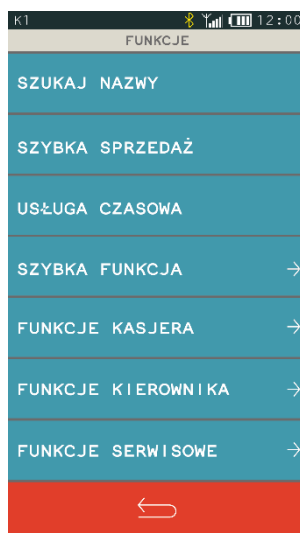 K1 12:00
FUNKCJE
SZUKAJ NAZWY
SZYBKA SPRZEDAŻ
USŁUGA CZASOWA
SZYBKA FUNKCJA
FUNKCJE KASJERA
FUNKCJE KIEROWNIKA
FUNKCJE SERWISOWE